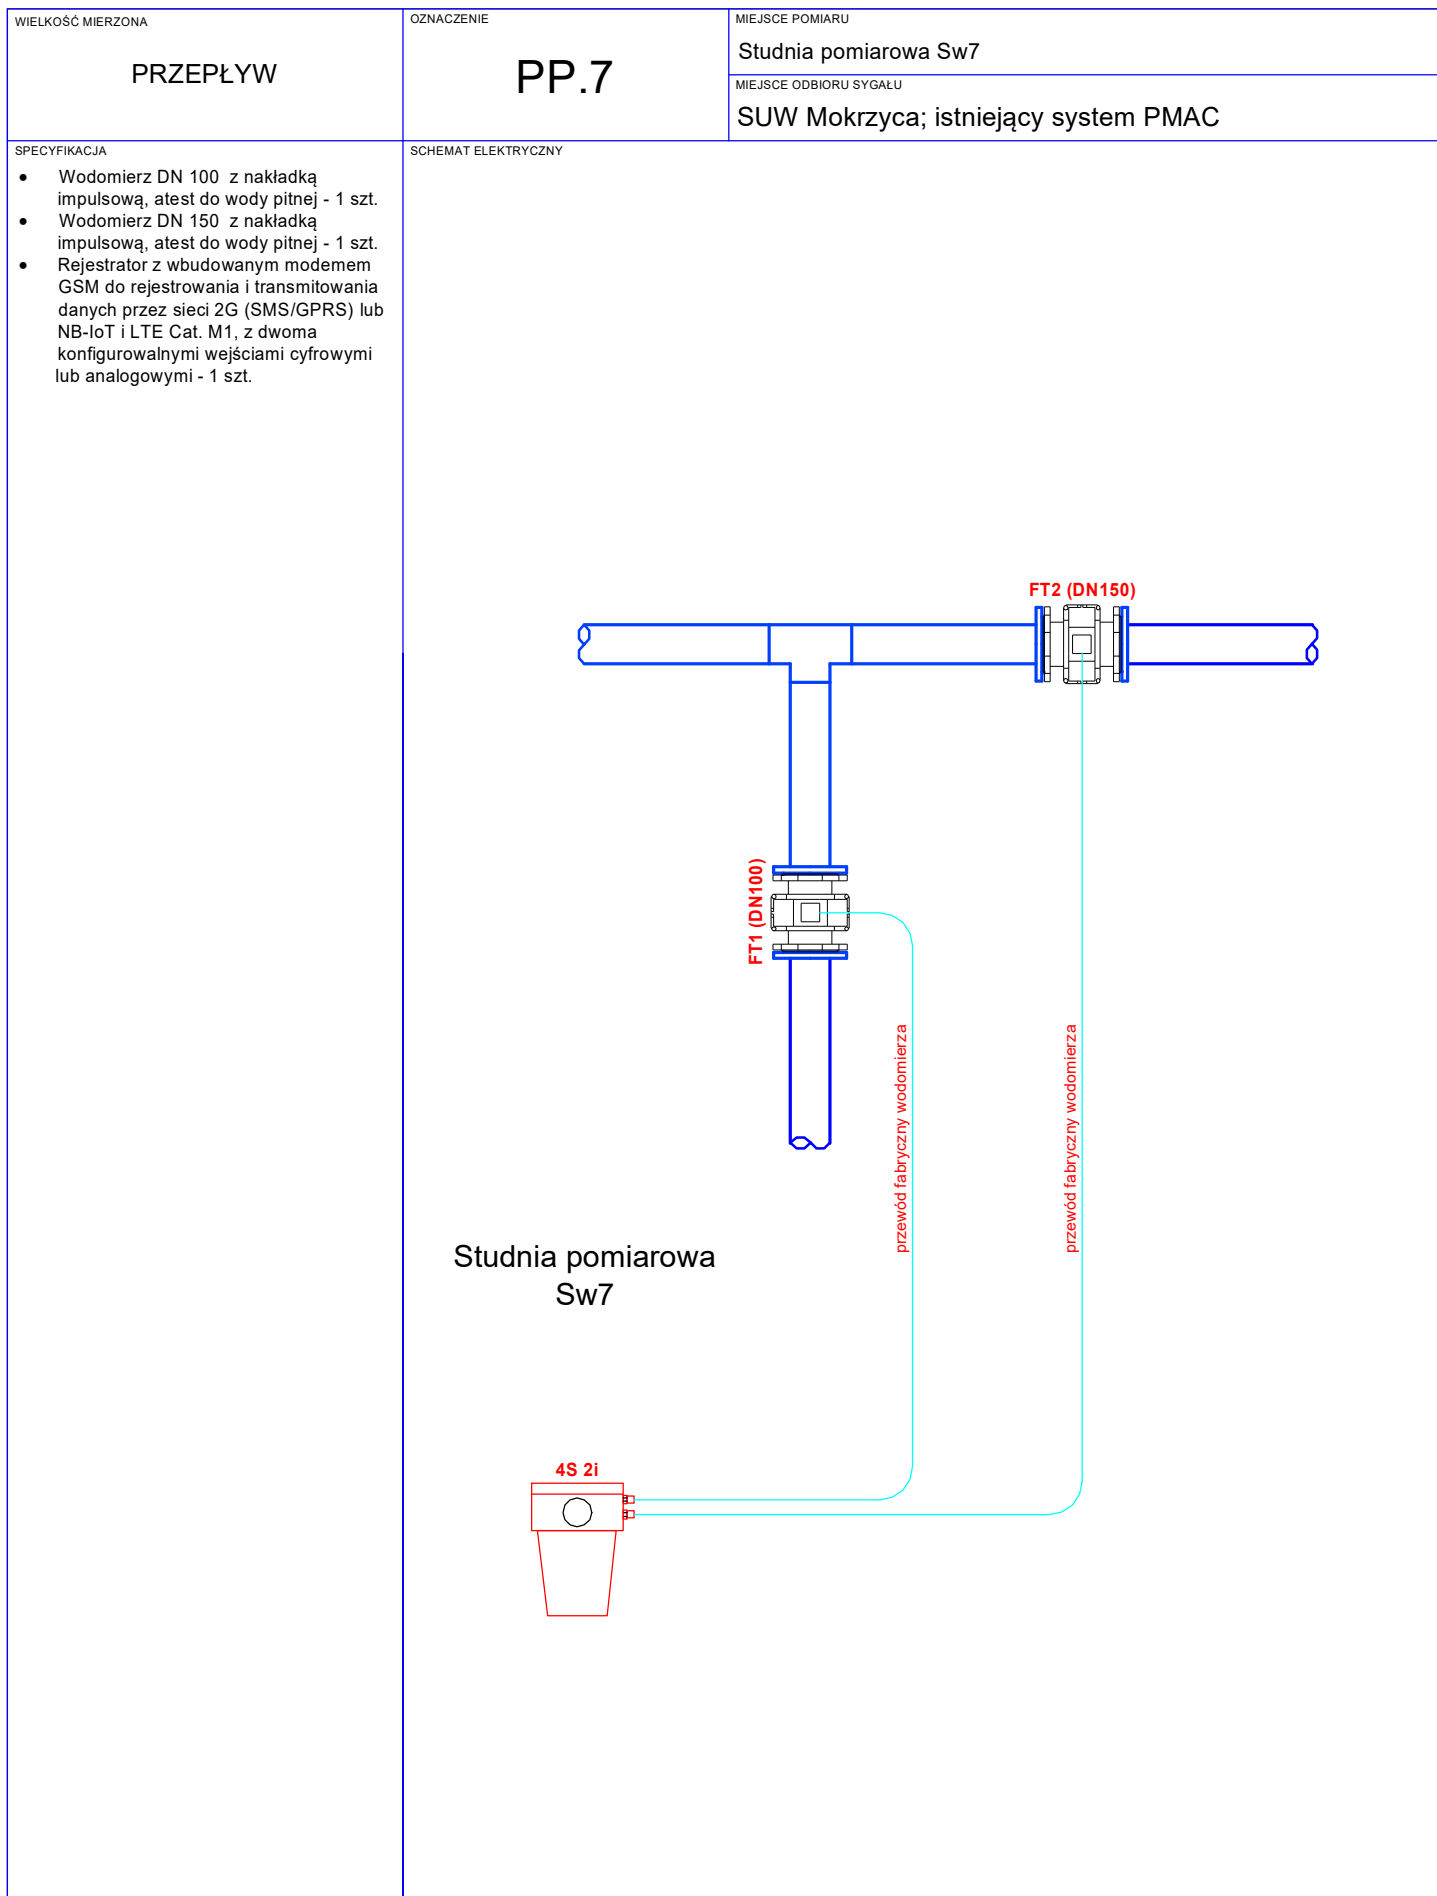 WIELKOŚĆ MIERZONA
PRZEPŁYW
OZNACZENIE
PP.7
MIEJSCE POMIARU
Studnia pomiarowa Sw7
MIEJSCE ODBIORU SYGAŁU
SUW Mokrzyca; istniejący system PMAC
SPECYFIKACJA
• Wodomierz DN 100 z nakładką
impulsową, atest do wody pitnej - 1 szt.
• Wodomierz DN 150 z nakładką
impulsową, atest do wody pitnej - 1 szt.
• Rejestrator z wbudowanym modemem
GSM do rejestrowania i transmitowania
danych przez sieci 2G (SMS/GPRS) lub
NB-IoT i LTE Cat. M1, z dwoma
konfigurowalnymi wejściami cyfrowymi
lub analogowymi - 1 szt.
SCHEMAT ELEKTRYCZNY
FT2 (DN150)
FT1 (DN100)
przewód fabryczny wodomierza
przewód fabryczny wodomierza
Studnia pomiarowa
Sw7
4S 2i